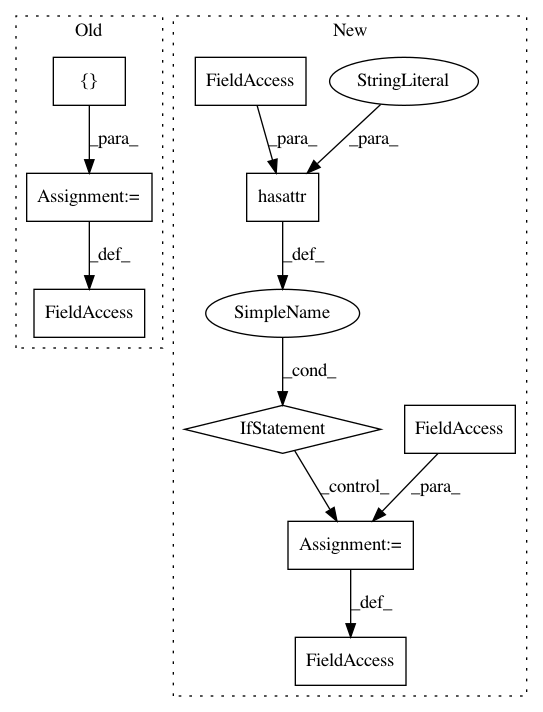 Old
New
{}
FieldAccess
StringLiteral
_para_
_para_
_para_
Assignment:=
hasattr
_def_
_def_
FieldAccess
SimpleName
_cond_
IfStatement
FieldAccess
_control_
_para_
Assignment:=
_def_
FieldAccess